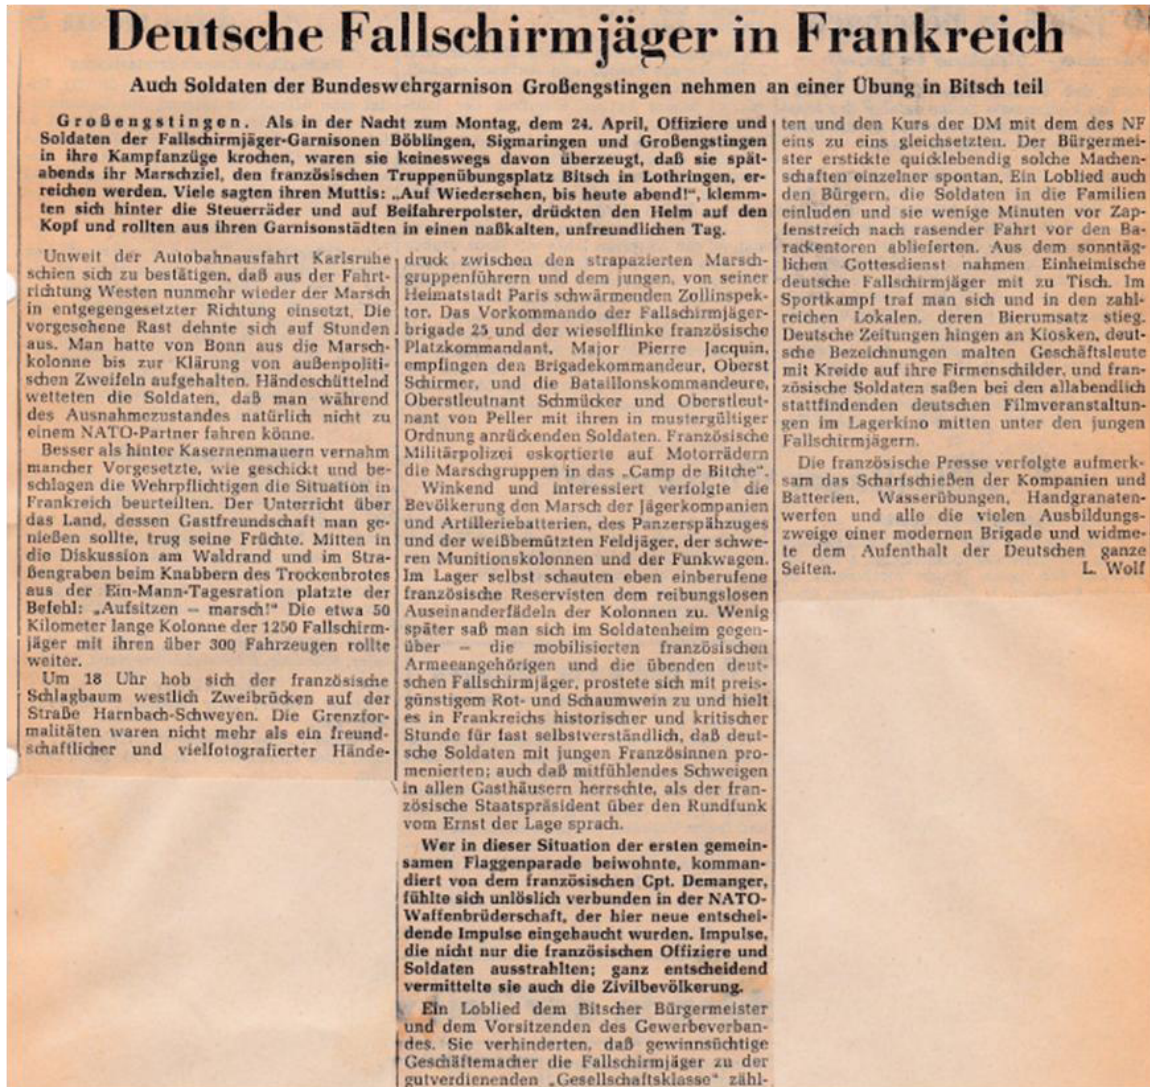 Deutsche Fallschirmjäger in Frankreich
Auch Soldaten der Bundeswehrgarnison Großengstingen nehmen an einer Übung in Bitsch teil
Großengstingen. Als in der Nacht zum Montag, dem 24. April, Offiziere und
Soldaten der Fallschirmjäger-Garnisonen Böblingen, Sigmaringen und Großengstingen
in ihre Kampfanzüge krochen, waren sie keineswegs davon überzeugt, daß sie spät-
abends ihr Marschziel, den französischen Truppenübungsplatz Bitsch in Lothringen, er-
reichen werden. Viele sagten ihren Muttis: „Auf Wiedersehen, bis heute abend!“, klemm-
ten sich hinter die Steuerräder und auf Beifahrerpolster, drückten den Helm auf den
Kopf und rollten aus ihren Garnisonstädten in einen naßkalten, unfreundlichen Tag.
Unweit der Autobahnausfahrt Karlsruhe
schien sich zu bestätigen, daß aus der Fahrt-
richtung Westen nunmehr wieder der Marsch
in entgegengesetzter Richtung einsetzt. Die
vorgesehene Rast dehnte sich auf Stunden
aus. Man hatte von Bonn aus die Marsch-
kolonne bis zur Klärung von außenpoliti-
schen Zweifeln aufgehalten. Händeschüttelnd
wetteten die Soldaten, daß man während
des Ausnahmezustandes natürlich nicht zu
einem NATO-Partner fahren könne.
Besser als hinter Kasernenmauern vernahm
mancher Vorgesetzte, wie geschickt und be-
schlagen die Wehrpflichtigen die Situation in
Frankreich beurteilten. Der Unterricht über
das Land, dessen Gastfreundschaft man ge-
nießen sollte, trug seine Früchte. Mitten in
die Diskussion am Waldrand und im Stra-
ßengraben beim Knabbern des Trockenbrotes
aus der Ein-Mann-Tagesration platzte der
Befehl: „Aufsitzen – marsch!“ Die etwa 50
Kilometer lange Kolonne der 1250 Fallschirm-
jäger mit ihren über 300 Fahrzeugen rollte
weiter.
Um 18 Uhr hob sich der französische
Schlagbaum westlich Zweibrücken auf der
Straße Harnbach-Schweyen. Die Grenzfor-
malitäten waren nicht mehr als ein freund-
schaftlicher und vielfotografierter Hände-
druck zwischen den strapazierten Marsch-
gruppenführern und dem jungen, von seiner
Heimatstadt Paris schwärmenden Zollinspek-
tor. Das Vorkommando der Fallschirmjäger-
brigade 25 und der wieselflinke französische
Platzkommandant, Major Pierre Jacquin,
empfingen den Brigadekommandeur, Oberst
Schirmer, und die Bataillonskommandeure,
Oberstleutnant Schmücker und Oberstleut-
nant von Peller mit ihren in mustergültiger
Ordnung anrückenden Soldaten. Französische
Militärpolizei eskortierte auf Motorrädern
die Marschgruppen in das „Camp de Bitche“.
Winkend und interessiert verfolgte die
Bevölkerung den Marsch der Jägerkompanien
und Artilleriebatterien, des Panzerspähzuges
und der weißbemützten Feldjäger, der schwe-
ren Munitionskolonnen und der Funkwagen.
Im Lager selbst schauten eben einberufene
französische Reservisten dem reibungslosen
Auseinanderfädeln der Kolonnen zu. Wenig
später saß man sich im Soldatenheim gegen-
über – die mobilisierten französischen
Armeeangehörigen und die übenden deut-
schen Fallschirmjäger, prostete sich mit preis-
günstigem Rot- und Schaumwein zu und hielt
es in Frankreichs historischer und kritischer
Stunde für fast selbstverständlich, daß deut-
sche Soldaten mit jungen Französinnen pro-
menierten; auch daß mitfühlendes Schweigen
in allen Gasthäusern herrschte, als der fran-
zösische Staatspräsident über den Rundfunk
vom Ernst der Lage sprach.
Wer in dieser Situation der ersten gemein-
samen Flaggenparade beiwohnte, komman-
diert von dem französischen Cpt. Demanger,
fühlte sich unlöslich verbunden in der NATO-
Waffenbrüderschaft, der hier neue entschei-
dende Impulse eingehaucht wurden. Impulse,
die nicht nur die französischen Offiziere und
Soldaten ausstrahlten; ganz entscheidend
vermittelte sie auch die Zivilbevölkerung.
Ein Loblied dem Bitscher Bürgermeister
und dem Vorsitzenden des Gewerbeverban-
des. Sie verhinderten, daß gewinnsüchtige
Geschäftemacher die Fallschirmjäger zu der
gutverdienenden „Gesellschaftsklasse“ zähl-
ten und den Kurs der DM mit dem des NF
eins zu eins gleichsetzten. Der Bürgermei-
ster erstickte quicklebendig solche Machen-
schaften einzelner spontan. Ein Loblied auch
den Bürgern, die Soldaten in die Familien
einluden und sie wenige Minuten vor Zap-
fenstreich nach rasender Fahrt vor den Ba-
rackentoren ablieferten. Aus dem sonntäg-
lichen Gottesdienst nahmen Einheimische
deutsche Fallschirmjäger mit zu Tisch. Im
Sportkampf traf man sich und in den zahl-
reichen Lokalen, deren Bierumsatz stieg.
Deutsche Zeitungen hingen an Kiosken, deut-
sche Bezeichnungen malten Geschäftsleute
mit Kreide auf ihre Firmenschilder, und fran-
zösische Soldaten saßen bei den allabendlich
stattfindenden deutschen Filmveranstaltun-
gen im Lagerkino mitten unter den jungen
Fallschirmjägern.
Die französische Presse verfolgte aufmerk-
sam das Scharfschießen der Kompanien und
Batterien, Wasserübungen, Handgranaten-
werfen und alle die vielen Ausbildungs-
zweige einer modernen Brigade und widme-
te dem Aufenthalt der Deutschen ganze
Seiten. L. Wolf